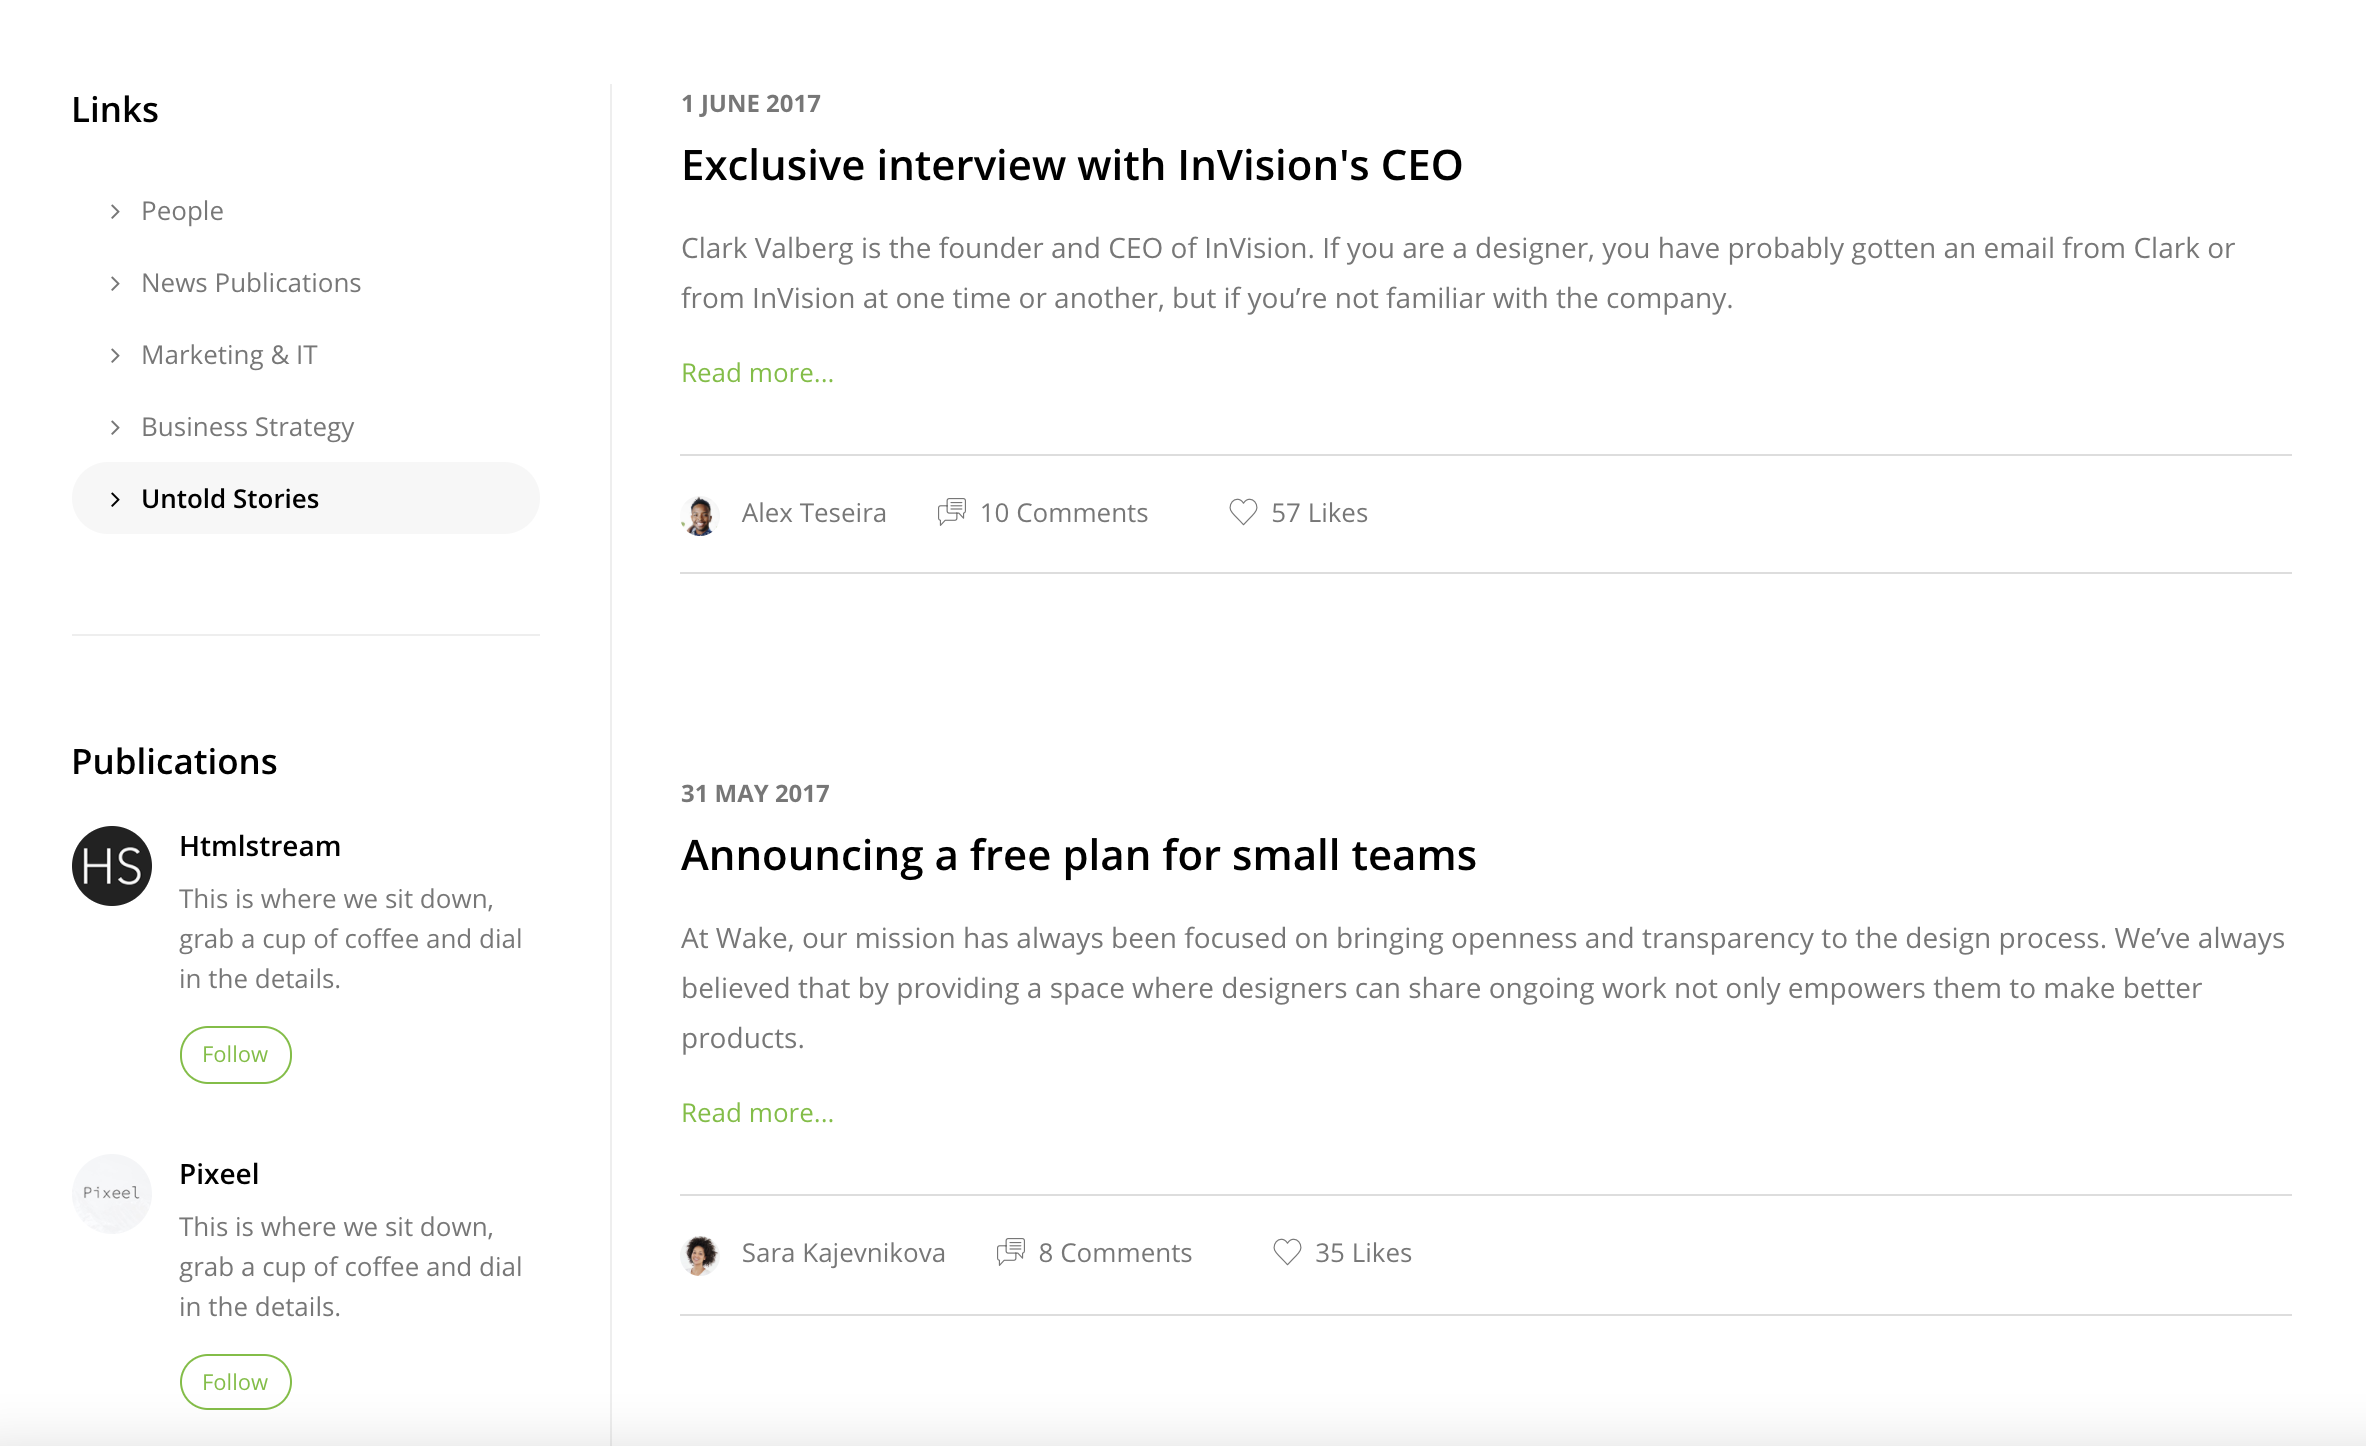 Links
People
News Publications
Marketing & IT
Business Strategy
Untold Stories
Publications
HS
Htmlstream
This is where we sit down,
grab a cup of coffee and dial
in the details.
Follow
Pixeel
Pixeel
This is where we sit down,
grab a cup of coffee and dial
in the details.
Follow
1 JUNE 2017
Exclusive interview with InVision's CEO
Clark Valberg is the founder and CEO of InVision. If you are a designer, you have probably gotten an email from Clark or
from InVision at one time or another, but if you’re not familiar with the company.
Read more...
Alex Teseira
10 Comments
57 Likes
31 MAY 2017
Announcing a free plan for small teams
At Wake, our mission has always been focused on bringing openness and transparency to the design process. We’ve always
believed that by providing a space where designers can share ongoing work not only empowers them to make better
products.
Read more...
Sara Kajevnikova
8 Comments
35 Likes